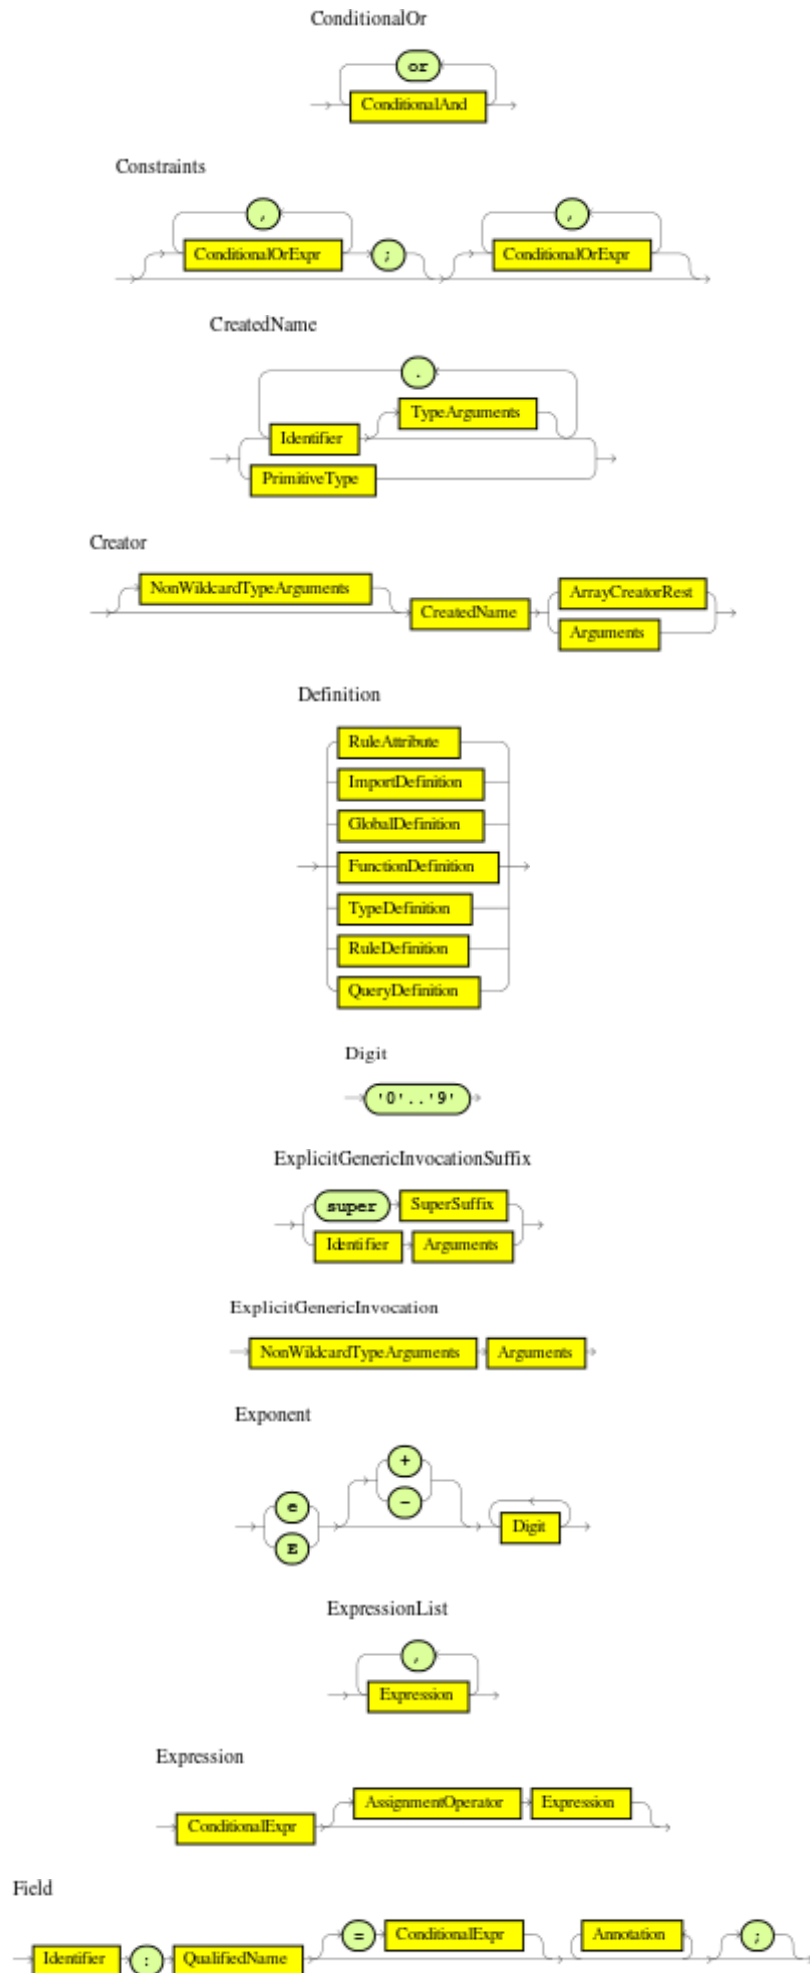 ConditionalOr
or
ConditionalAnd
Constraints
, ,
ConditionalOrExpr ; ConditionalOrExpr
CreatedName
.
TypeArguments
Identifier
PrimitiveType
Creator
NonWildcardTypeArguments ArrayCreatorRest
CreatedName
Arguments
Definition
RuleAttribute
ImportDefinition
GlobalDefinition
FunctionDefinition
TypeDefinition
RuleDefinition
QueryDefinition
Digit
'0'..'9'
ExplicitGenericInvocationSuffix
super SuperSuffix
Identifier Arguments
ExplicitGenericInvocation
NonWildcardTypeArguments Arguments
Exponent
+
-
e
E
Digit
ExpressionList
,
Expression
Expression
AssignmentOperator Expression
ConditionalExpr
Field
= ConditionalExpr Annotation ;
Identifier : QualifiedName